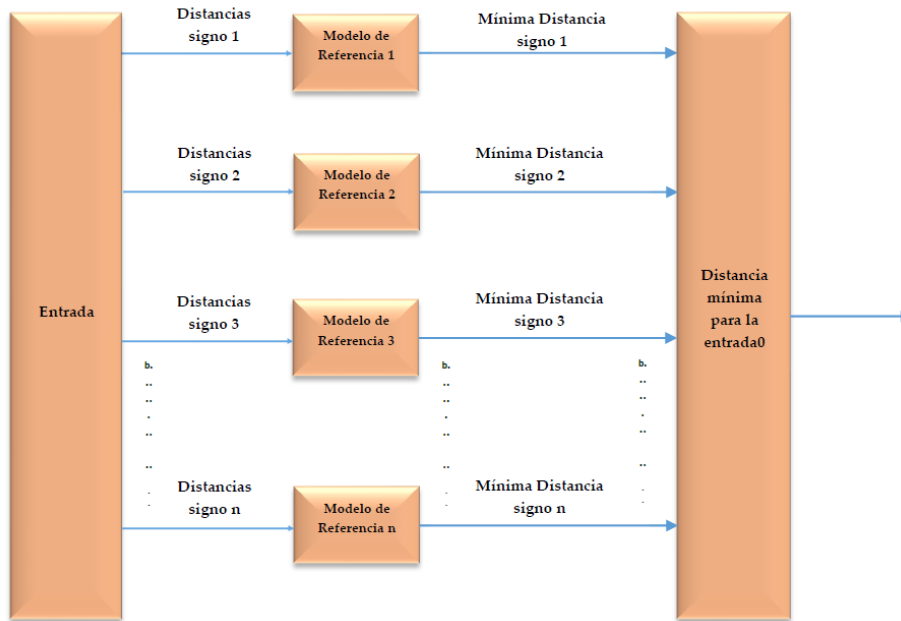 Distancias
signo 1
Modelo de
Referencia 1
Mínima Distancia
signo 1
Distancias
signo 2
Modelo de
Referencia 2
Mínima Distancia
signo 2
Entrada
Distancias
signo 3
Modelo de
Referencia 3
Mínima Distancia
signo 3
Distancia
mínima
para la
entrada0
b.
..
..
.
..
..
.
.
b.
..
..
.
..
..
.
.
b.
..
..
.
..
..
.
.
Distancias
signo n
Modelo de
Referencia n
Mínima Distancia
signo n